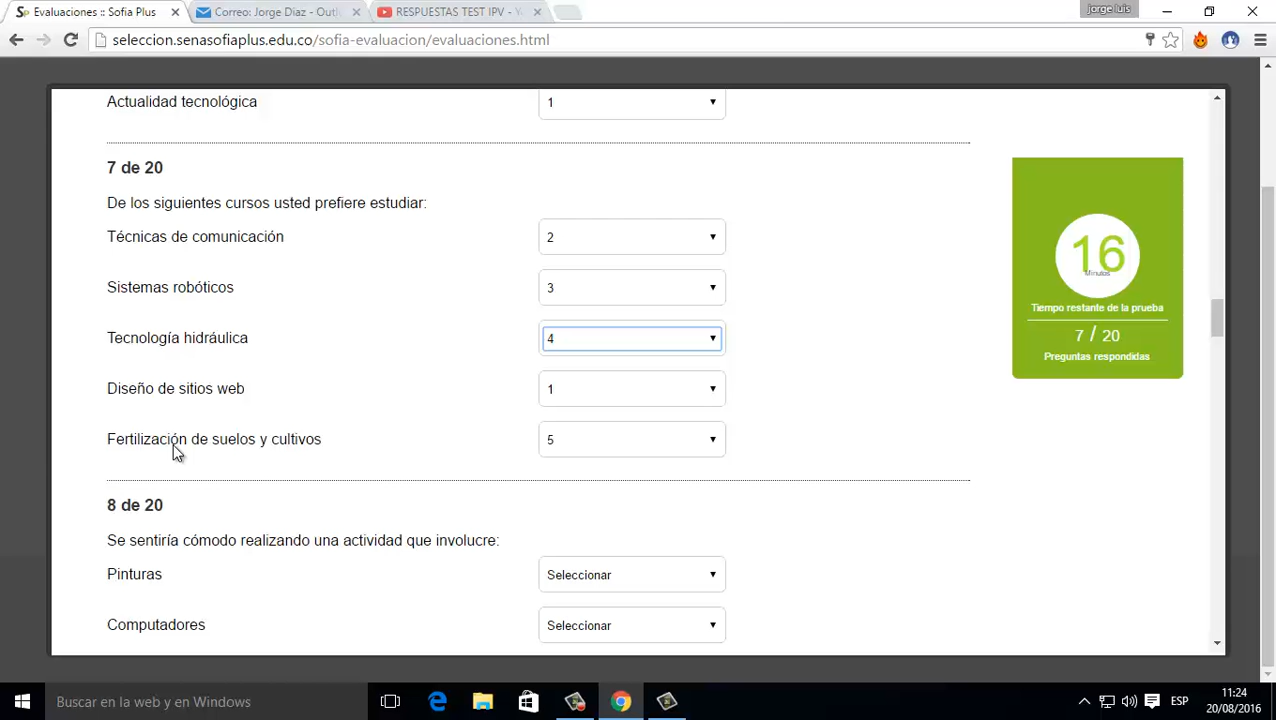 Evaluaciones :: Sofia Plus
Correo: Jorge Diaz - Outl
RESPUESTAS TEST IPV - Y
jorge luis
seleccion.senasofiaplus.edu.co/sofia-evaluacion/evaluaciones.html
Actualidad tecnológica 1
7 de 20
De los siguientes cursos usted prefiere estudiar:
Técnicas de comunicación 2
Sistemas robóticos 3
Tecnología hidráulica 4
Diseño de sitios web 1
Fertilización de suelos y cultivos 5
8 de 20
Se sentiría cómodo realizando una actividad que involucre:
Pinturas Seleccionar
Computadores Seleccionar
16
Minutos
Tiempo restante de la prueba
7 / 20
Preguntas respondidas
Buscar en la web y en Windows
ESP
11:24
20/08/2016